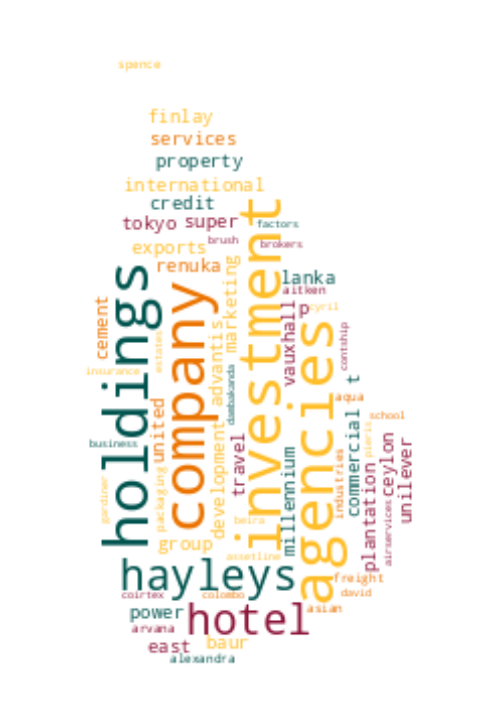 spence
finlay
services
property
international
credit
tokyo super
factors
brush
brokers
exports
renuka
lanka
aitken
p
cyril
marketing
holdings
company
investment
agencies
vauxhall
contship
cement
estates
advantis
insurance
dambakanda
t
aqua
school
united
commercial
pieris
ceylon
unilever
business
development
travel
millennium
industries
plantation
airservices
packaging
gardiner
beira
group
assetline
hayleys
freight
david
coirtex
colombo
power
hotel
asian
arvana
east
baur
alexandra